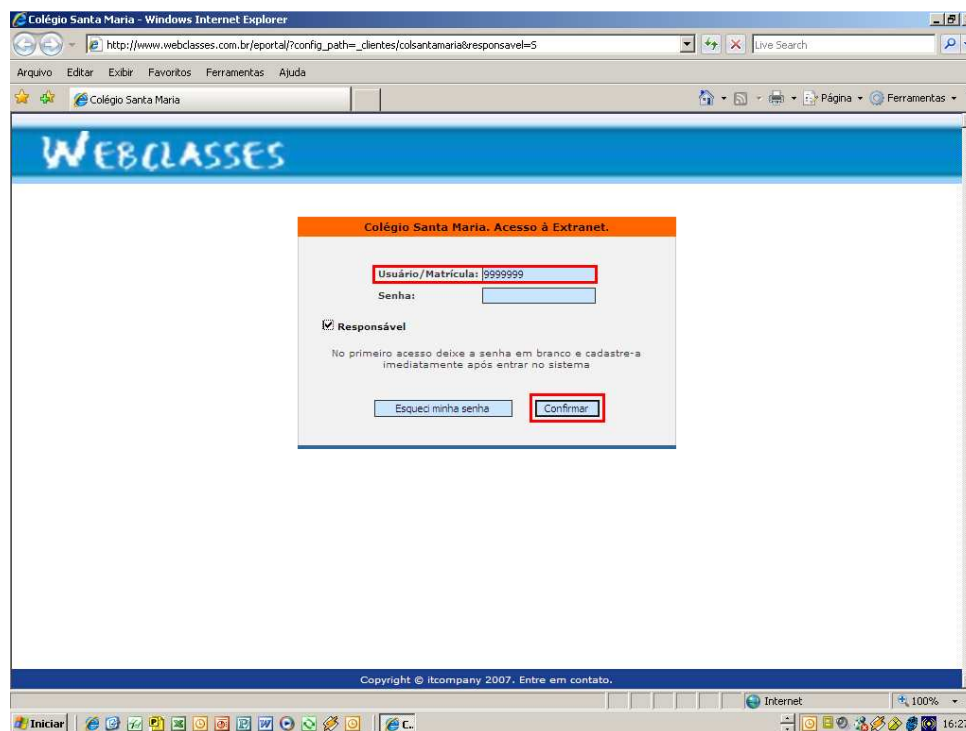 Colégio Santa Maria - Windows Internet Explorer
http://www.webclasses.com.br/eportal/?config_path=_clientes/colsantamaria&responsavel=S
Live Search
Arquivo Editar Exibir Favoritos Ferramentas Ajuda
Colégio Santa Maria
Página Ferramentas
WEBCLASSES
Colégio Santa Maria. Acesso à Extranet.
Usuário/Matrícula: 9999999
Senha:
Responsável
No primeiro acesso deixe a senha em branco e cadastre-a
imediatamente após entrar no sistema
Esqueci minha senha Confirmar
Copyright © itcompany 2007. Entre em contato.
Internet 100%
Iniciar C.. 16:27